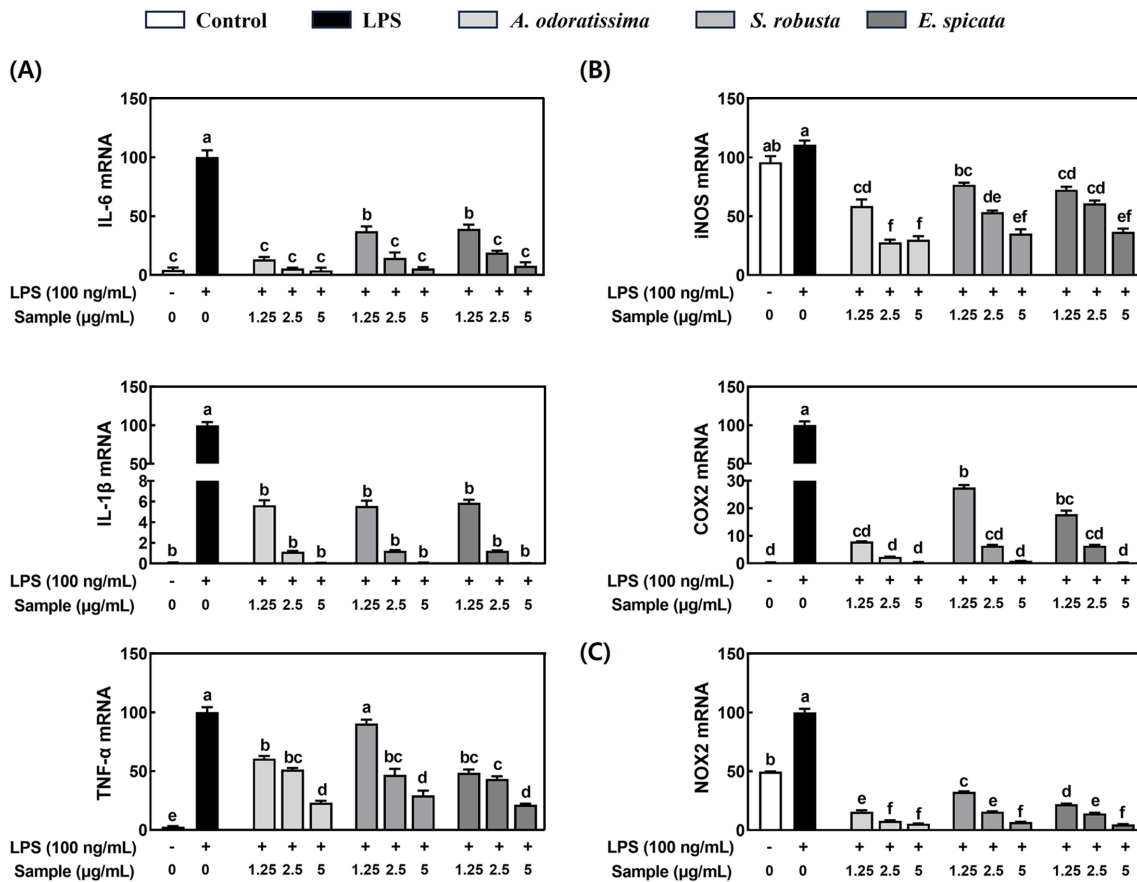 Control LPS A. odoratissima S. robusta E. spicata
(A)
IL-6 mRNA
150
100
50
0
c a c c c b c c b c c
LPS (100 ng/mL) - + + + + + + + + + +
Sample (μg/mL) 0 0 1.25 2.5 5 1.25 2.5 5 1.25 2.5 5
(B)
iNOS mRNA
150
100
50
0
ab a cd f f bc de ef cd cd ef
LPS (100 ng/mL) - + + + + + + + + + +
Sample (μg/mL) 0 0 1.25 2.5 5 1.25 2.5 5 1.25 2.5 5
IL-1β mRNA
150
100
50
8
6
4
2
0
b a b b b b b b b b b
LPS (100 ng/mL) - + + + + + + + + + +
Sample (μg/mL) 0 0 1.25 2.5 5 1.25 2.5 5 1.25 2.5 5
COX2 mRNA
150
100
50
30
20
10
0
d a cd d d b cd d bc cd d
LPS (100 ng/mL) - + + + + + + + + + +
Sample (μg/mL) 0 0 1.25 2.5 5 1.25 2.5 5 1.25 2.5 5
TNF-α mRNA
150
100
50
0
e a b bc d a bc d bc c d
LPS (100 ng/mL) - + + + + + + + + + +
Sample (μg/mL) 0 0 1.25 2.5 5 1.25 2.5 5 1.25 2.5 5
(C)
NOX2 mRNA
150
100
50
0
b a e f f c e f d e f
LPS (100 ng/mL) - + + + + + + + + + +
Sample (μg/mL) 0 0 1.25 2.5 5 1.25 2.5 5 1.25 2.5 5